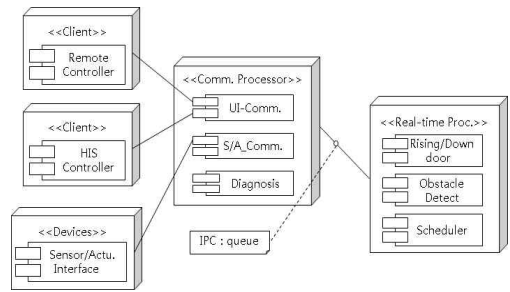 <<Client>>
Remote
Controller
<<Client>>
HIS
Controller
<<Devices>>
Sensor/Actu.
Interface
<<Comm. Processor>>
UI-Comm.
S/A_Comm.
Diagnosis
IPC : queue
<<Real-time Proc.>>
Rising/Down
door
Obstacle
Detect
Scheduler